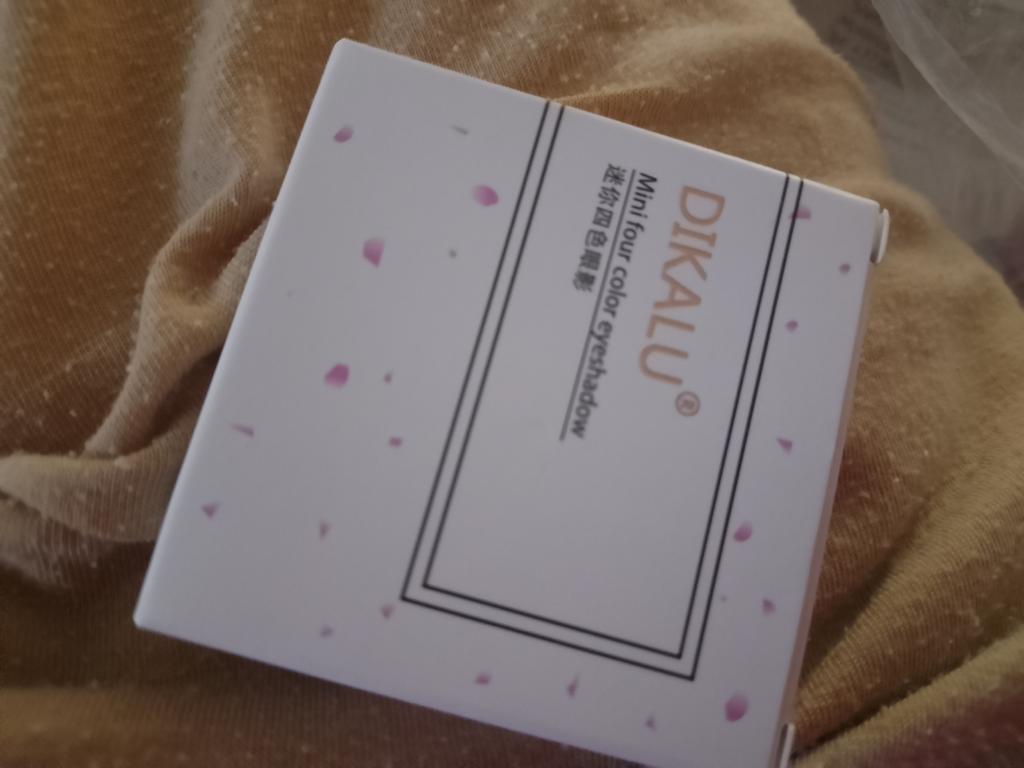 DIKALU®
Mini four color eyeshadow
迷你四色眼影